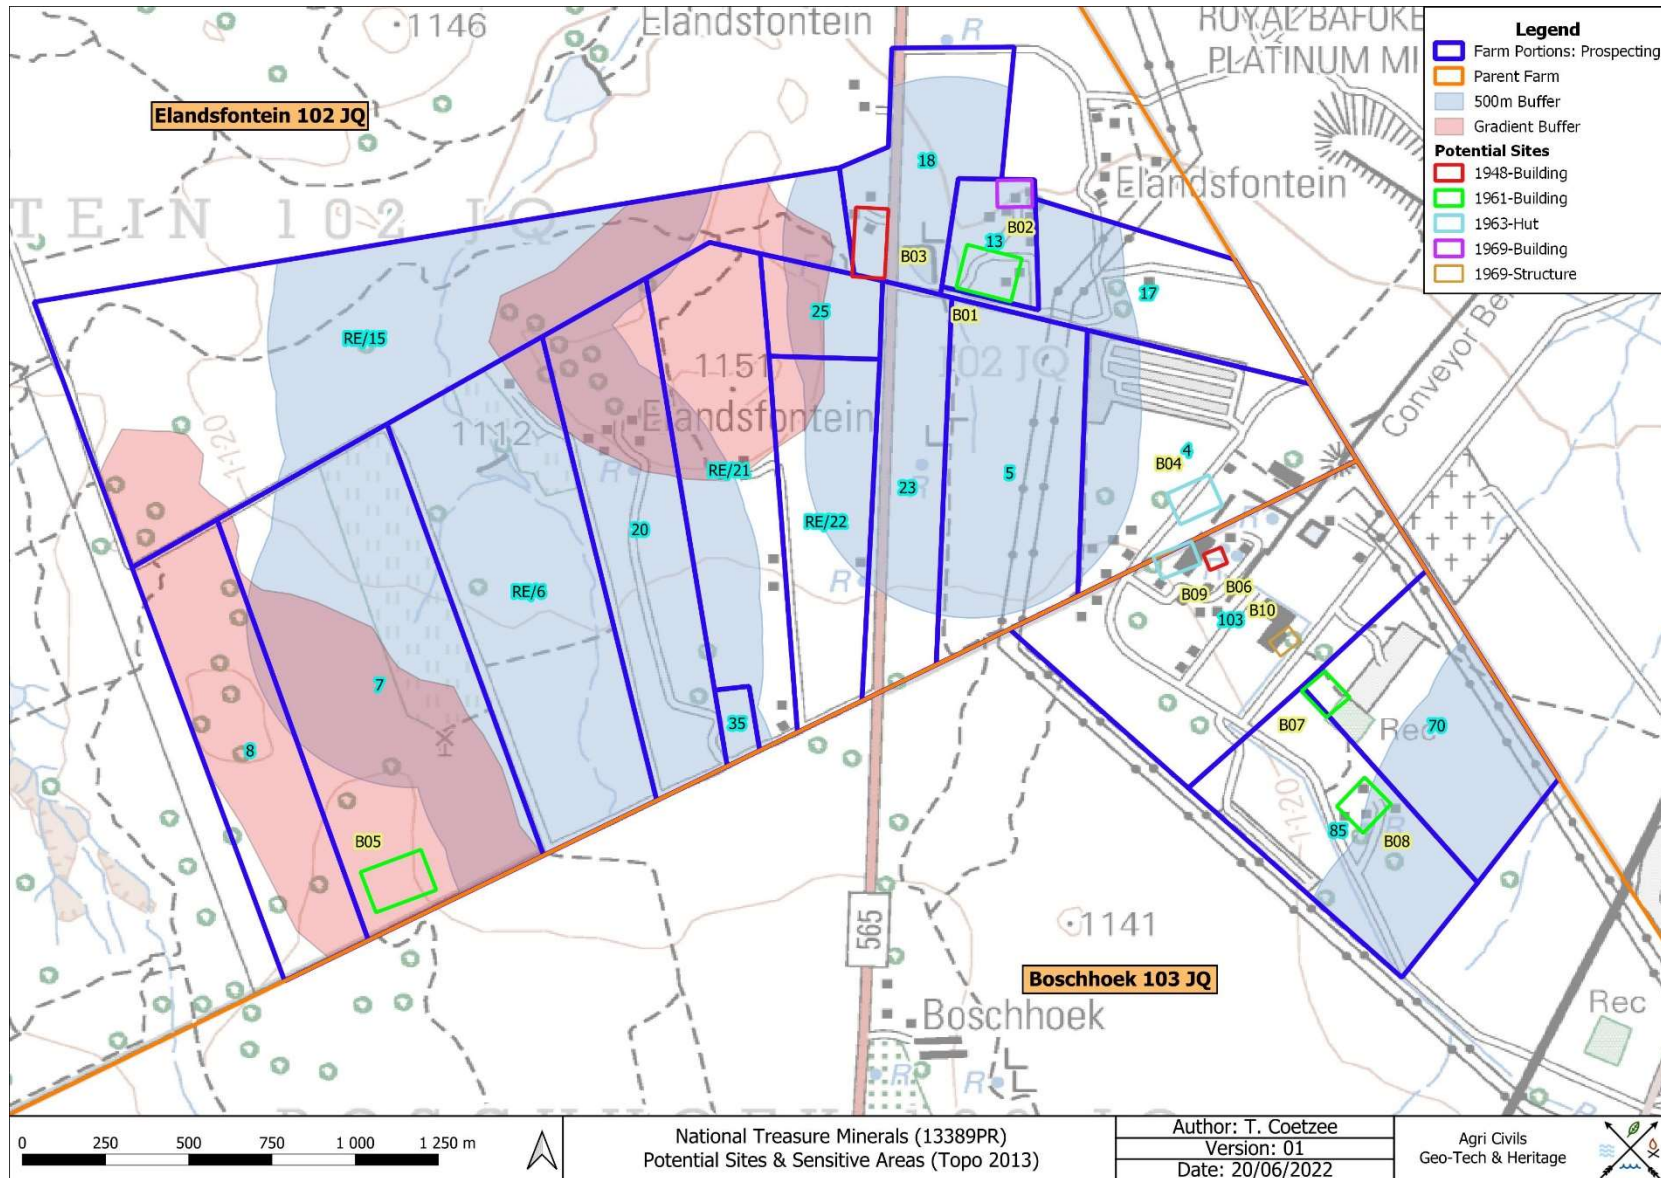 1146
Elandsfontein
R
ROYAL BAFOKE
PLATINUM MI
Legend
Farm Portions: Prospecting
Parent Farm
500m Buffer
Gradient Buffer
Potential Sites
1948-Building
1961-Building
1963-Hut
1969-Building
1969-Structure
Elandsfontein 102 JQ
18
Elandsfontein
TEIN 102 JQ
B02
13
B03
17
25
B01
RE/15
102 JQ
1151
Conveyor Be
Elandsfontein
1112
1120
4
B04
RE/21
5
23
R
R
RE/22
20
R
R
RE/6
B09
B06
B10
103
7
35
8
B07
Rec
70
1120
85
R
B08
B05
565
1141
Boschhoek 103 JQ
Boschhoek
Rec
R
R
0 250 500 750 1 000 1 250 m
National Treasure Minerals (13389PR)
Potential Sites & Sensitive Areas (Topo 2013)
Author: T. Coetzee
Version: 01
Date: 20/06/2022
Agri Civils
Geo-Tech & Heritage